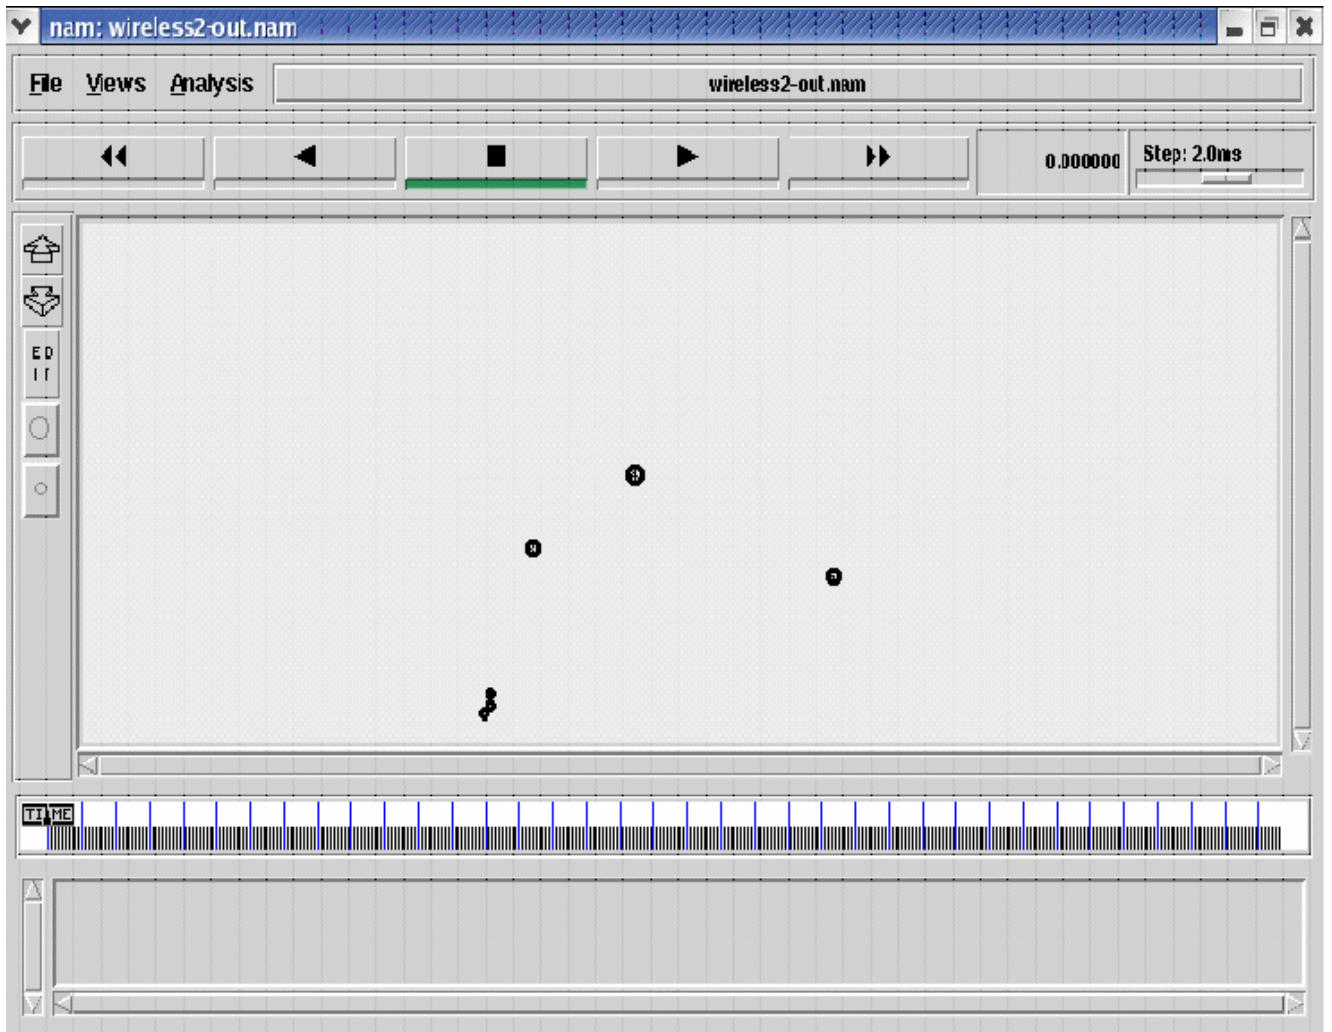 nam: wireless2-out.nam
File Views Analysis wireless2-out.nam
0.000000 Step: 2.0ms
ED
IT
TIME